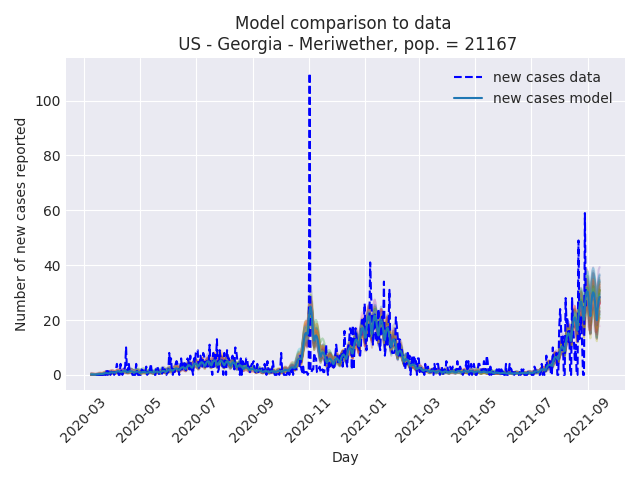 Model comparison to data
US - Georgia - Meriwether, pop. = 21167
new cases data
new cases model
Number of new cases reported
100
80
60
40
20
0
2020-03
2020-05
2020-07
2020-09
2020-11
2021-01
2021-03
2021-05
2021-07
2021-09
Day